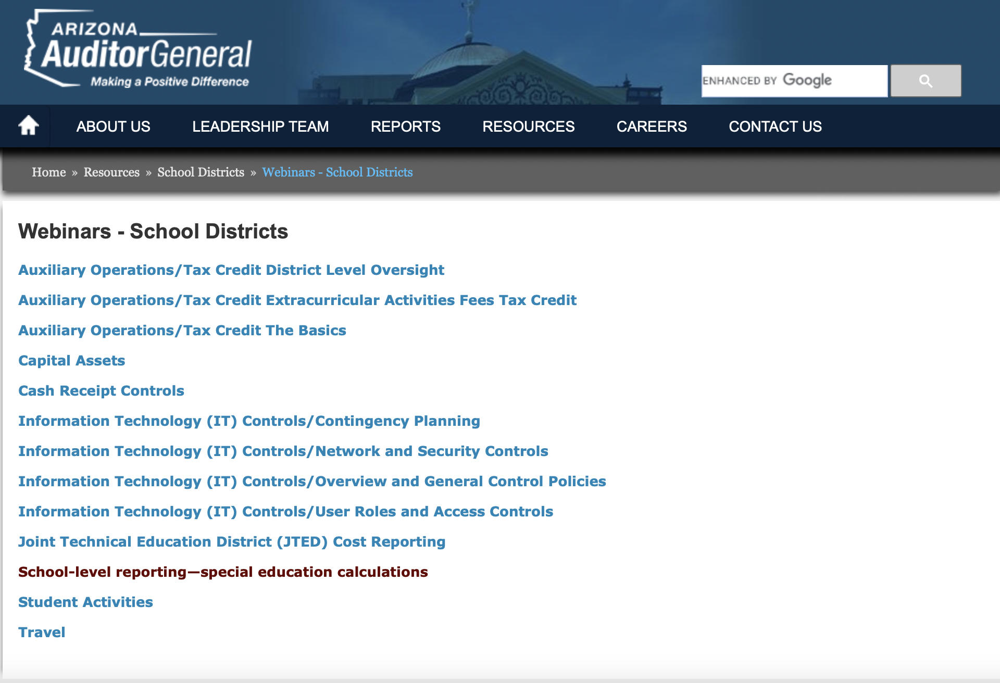 ARIZONA
AuditorGeneral
Making a Positive Difference
ENHANCED BY Google
ABOUT US LEADERSHIP TEAM REPORTS RESOURCES CAREERS CONTACT US
Home » Resources » School Districts » Webinars - School Districts
Webinars - School Districts
Auxiliary Operations/Tax Credit District Level Oversight
Auxiliary Operations/Tax Credit Extracurricular Activities Fees Tax Credit
Auxiliary Operations/Tax Credit The Basics
Capital Assets
Cash Receipt Controls
Information Technology (IT) Controls/Contingency Planning
Information Technology (IT) Controls/Network and Security Controls
Information Technology (IT) Controls/Overview and General Control Policies
Information Technology (IT) Controls/User Roles and Access Controls
Joint Technical Education District (JTED) Cost Reporting
School-level reporting—special education calculations
Student Activities
Travel